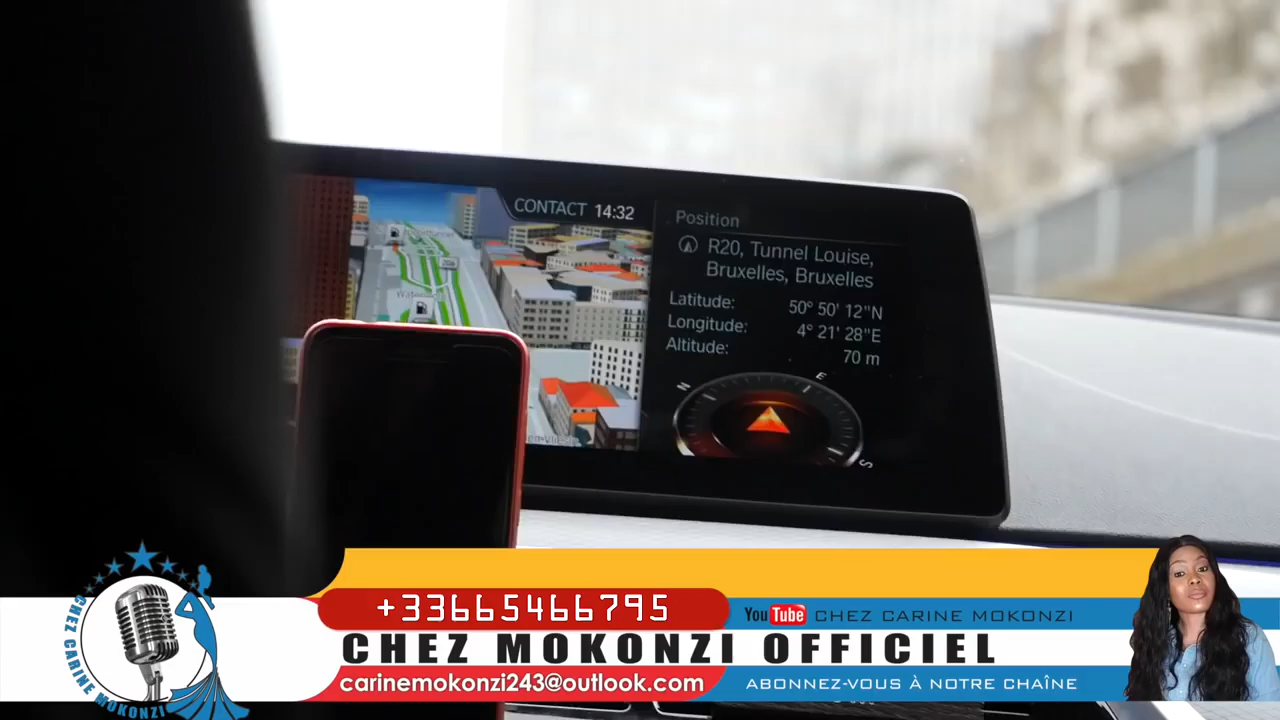 CONTACT 14:32
Position
R20, Tunnel Louise,
Bruxelles, Bruxelles
Latitude: 50° 50' 12"N
Longitude: 4° 21' 28"E
Altitude: 70 m
N
E
S
+33665466795
YouTube CHEZ CARINE MOKONZI
CHEZ MOKONZI OFFICIEL
carinemokonzi243@outlook.com
ABONNEZ-VOUS À NOTRE CHAÎNE
CHEZ CARINE MOKONZI